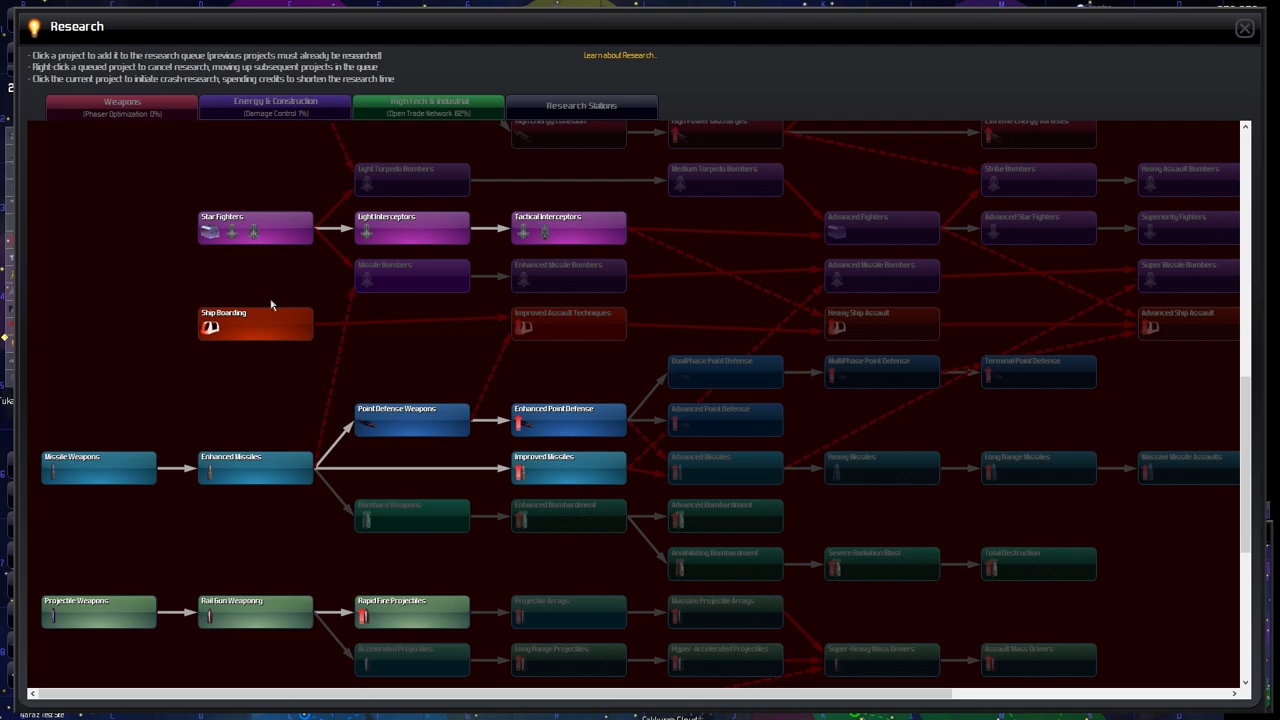 Research
- Click a project to add it to the research queue (previous projects must already be researched)
Learn about Research...
- Right-click a queued project to cancel research, moving up subsequent projects in the queue
- Click the current project to initiate crash-research, spending credits to shorten the research time
Weapons
(Phaser Optimization 0%)
Energy & Construction
(Damage Control 1%)
HighTech & Industrial
(Open Trade Network 62%)
Research Stations
High Power Discharges
Light Torpedo Bombers
Medium Torpedo Bombers
Strike Bombers
Heavy Assault Bombers
Star Fighters
Light Interceptors
Tactical Interceptors
Advanced Fighters
Advanced Star Fighters
Superiority Fighters
Missile Bombers
Enhanced Missile Bombers
Advanced Missile Bombers
Super Missile Bombers
Ship Boarding
Improved Assault Techniques
Heavy Ship Assault
Advanced Ship Assault
DualPhase Point Defense
MultiPhase Point Defense
Terminal Point Defense
Point Defense Weapons
Enhanced Point Defense
Advanced Point Defense
Missile Weapons
Enhanced Missiles
Improved Missiles
Advanced Missiles
Heavy Missiles
Long Range Missiles
Massive Missile Assaults
Bombard Weapons
Enhanced Bombardment
Advanced Bombardment
Annihilating Bombardment
Severe Radiation Blast
Total Destruction
Projectile Weapons
Rail Gun Weaponry
Rapid Fire Projectiles
Projectile Arrays
Massive Projectile Arrays
Accelerated Projectiles
Long Range Projectiles
Hyper-Accelerated Projectiles
Super-Heavy Mass Drivers
Assault Mass Drivers